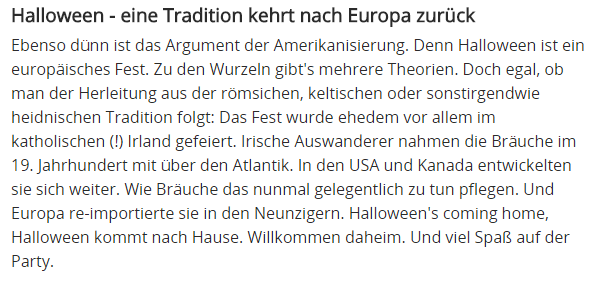 Halloween - eine Tradition kehrt nach Europa zurück
Ebenso dünn ist das Argument der Amerikanisierung. Denn Halloween ist ein
europäisches Fest. Zu den Wurzeln gibt's mehrere Theorien. Doch egal, ob
man der Herleitung aus der römsichen, keltischen oder sonstirgendwie
heidnischen Tradition folgt: Das Fest wurde ehedem vor allem im
katholischen (!) Irland gefeiert. Irische Auswanderer nahmen die Bräuche im
19. Jahrhundert mit über den Atlantik. In den USA und Kanada entwickelten
sie sich weiter. Wie Bräuche das nunmal gelegentlich zu tun pflegen. Und
Europa re-importierte sie in den Neunzigern. Halloween's coming home,
Halloween kommt nach Hause. Willkommen daheim. Und viel Spaß auf der
Party.